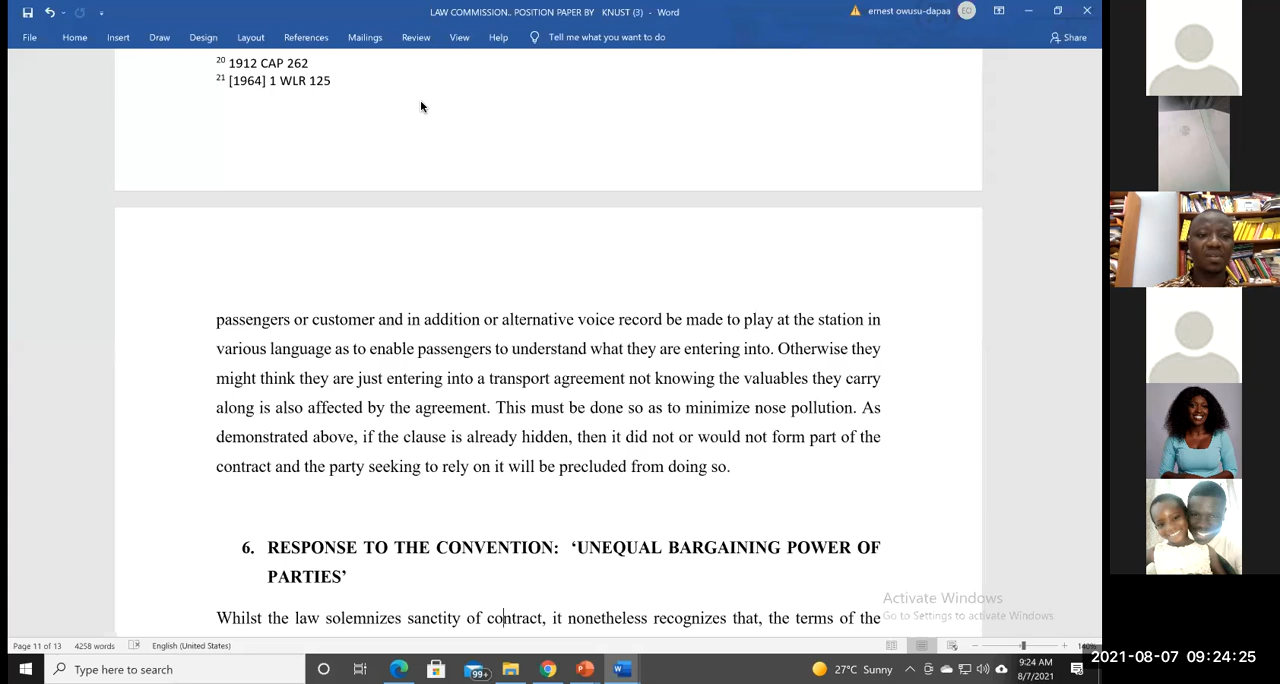 LAW COMMISSION.. POSITION PAPER BY KNUST (3) - Word
ernest owusu-dapaa
EO
File Home Insert Draw Design Layout References Mailings Review View Help Tell me what you want to do
Share
20 1912 CAP 262
21 [1964] 1 WLR 125
passengers or customer and in addition or alternative voice record be made to play at the station in
various language as to enable passengers to understand what they are entering into. Otherwise they
might think they are just entering into a transport agreement not knowing the valuables they carry
along is also affected by the agreement. This must be done so as to minimize nose pollution. As
demonstrated above, if the clause is already hidden, then it did not or would not form part of the
contract and the party seeking to rely on it will be precluded from doing so.
6. RESPONSE TO THE CONVENTION: ‘UNEQUAL BARGAINING POWER OF
PARTIES’
Whilst the law solemnizes sanctity of contract, it nonetheless recognizes that, the terms of the
Activate Windows
Go to Settings to activate Windows.
Page 11 of 13 4258 words English (United States)
140%
Type here to search
99+
27°C Sunny
9:24 AM
8/7/2021
2021-08-07 09:24:25